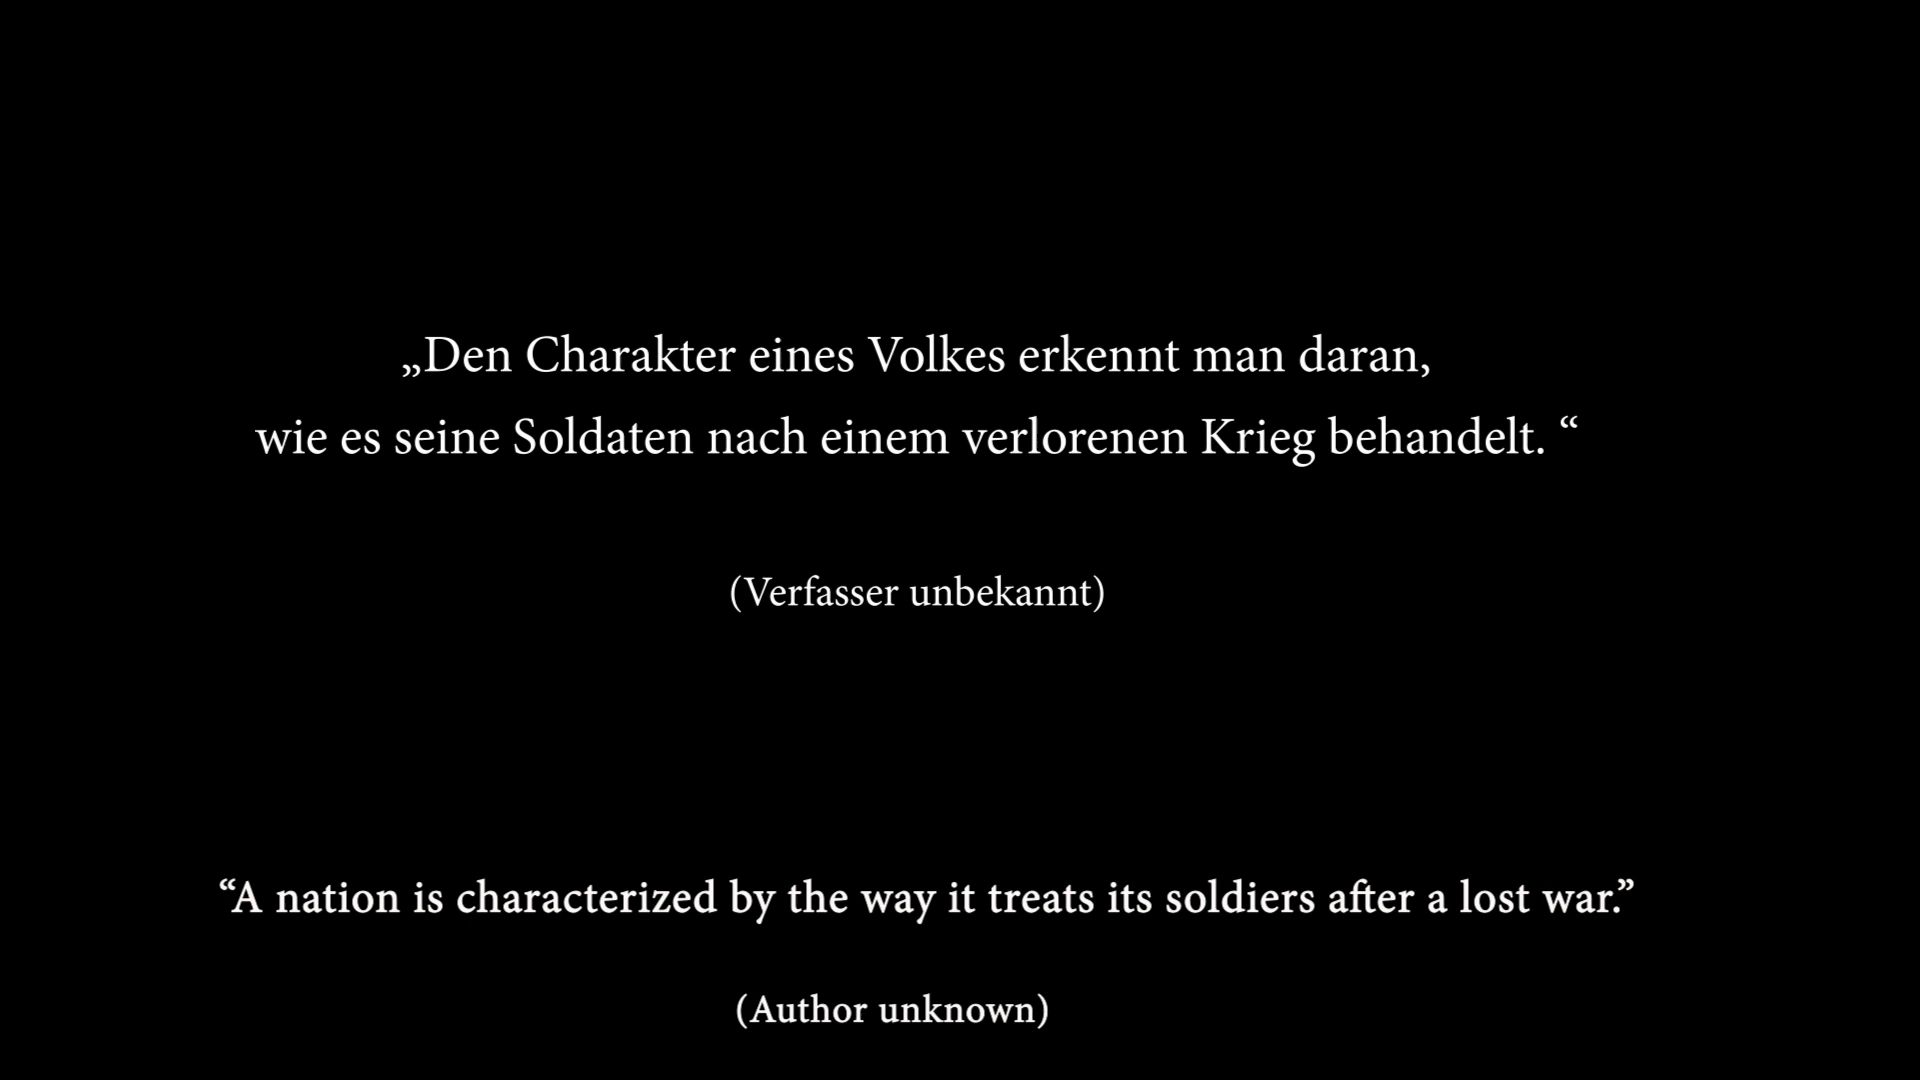 „Den Charakter eines Volkes erkennt man daran,
wie es seine Soldaten nach einem verlorenen Krieg behandelt. “
(Verfasser unbekannt)
“A nation is characterized by the way it treats its soldiers after a lost war.”
(Author unknown)